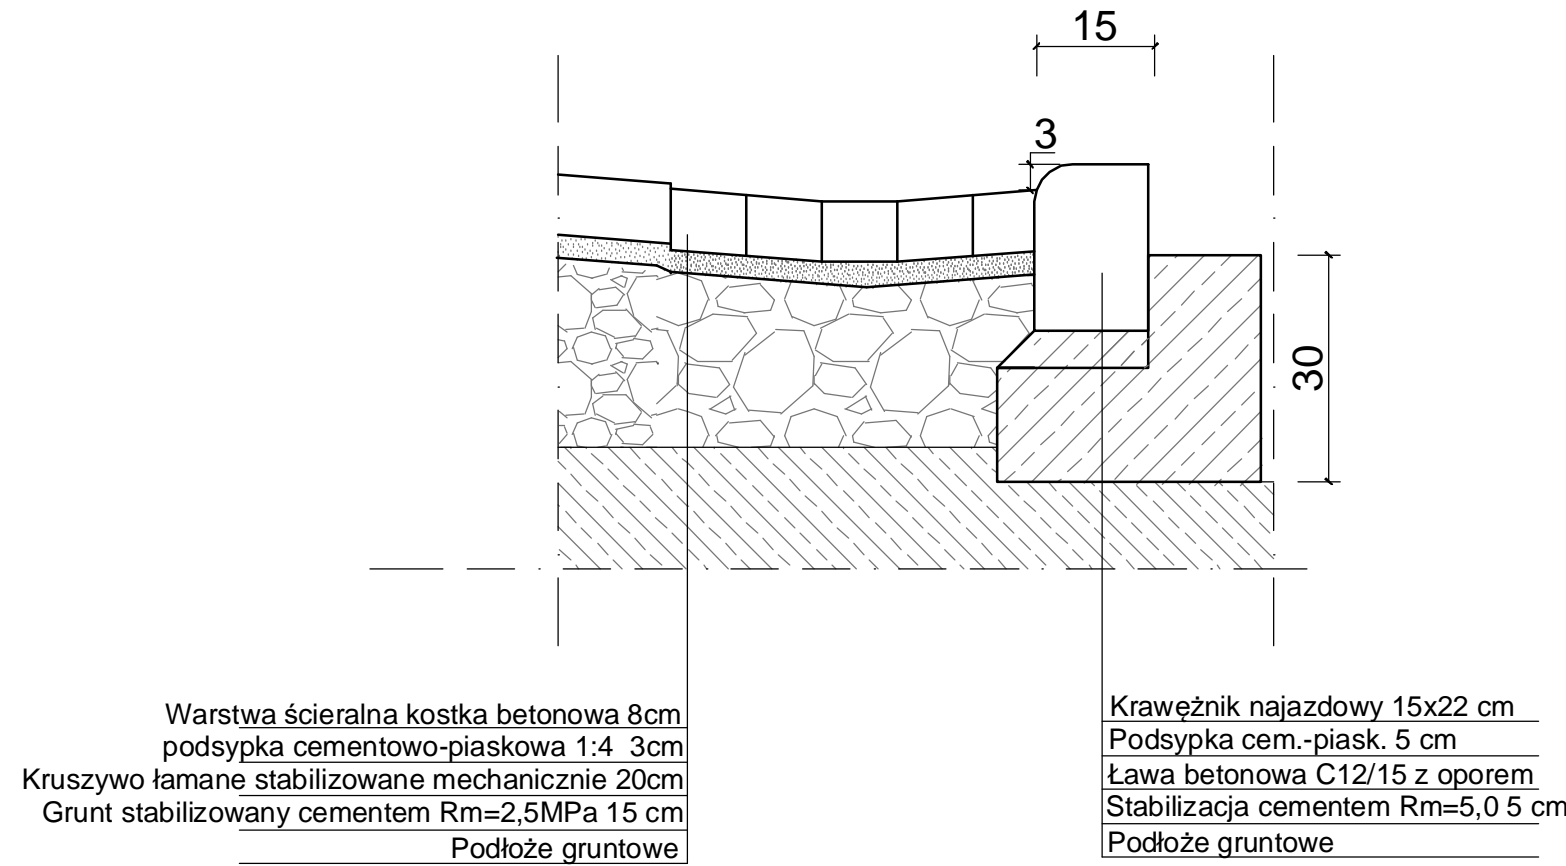 15
3
30
Warstwa ścieralna kostka betonowa 8cm
podsypka cementowo-piaskowa 1:4 3cm
Kruszywo łamane stabilizowane mechanicznie 20cm
Grunt stabilizowany cementem Rm=2,5MPa 15 cm
Podłoże gruntowe
Krawężnik najazdowy 15x22 cm
Podsypka cem.-piask. 5 cm
Ława betonowa C12/15 z oporem
Stabilizacja cementem Rm=5,0 5 cm
Podłoże gruntowe